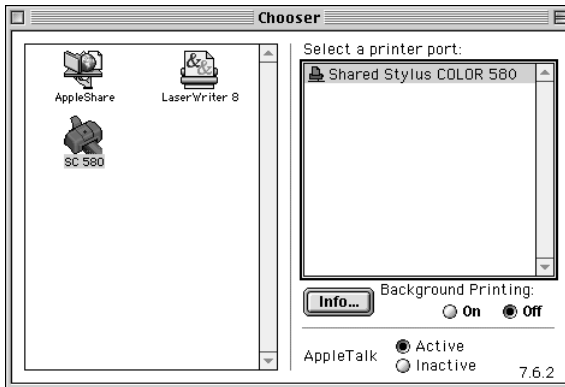 Chooser
AppleShare
LaserWriter 8
SC 580
Select a printer port:
Shared Stylus COLOR 580
Info...
Background Printing:
On Off
AppleTalk
Active
Inactive
7.6.2